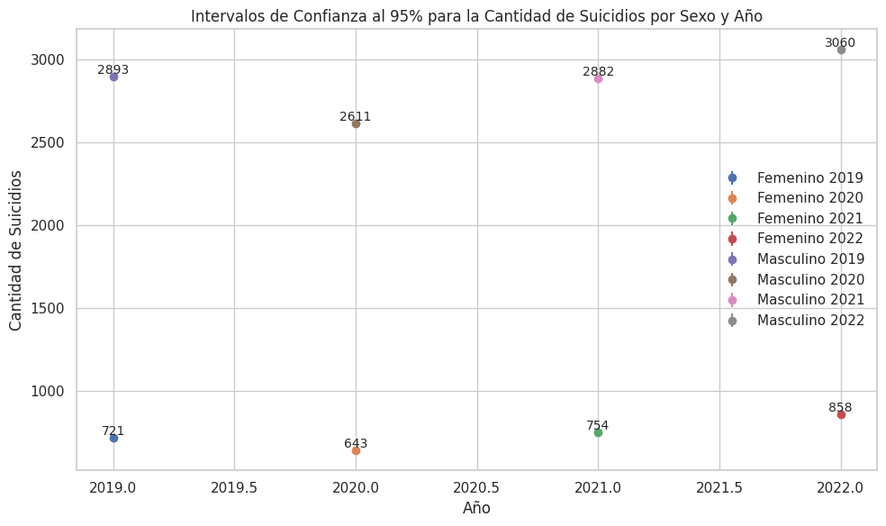 Intervalos de Confianza al 95% para la Cantidad de Suicidios por Sexo y Año
3060
3000
2893
2882
2611
2500
Femenino 2019
Femenino 2020
Femenino 2021
Femenino 2022
Masculino 2019
Masculino 2020
Masculino 2021
Masculino 2022
2000
Cantidad de Suicidios
1500
1000
858
754
721
643
2019.0
2019.5
2020.0
2020.5
2021.0
2021.5
2022.0
Año